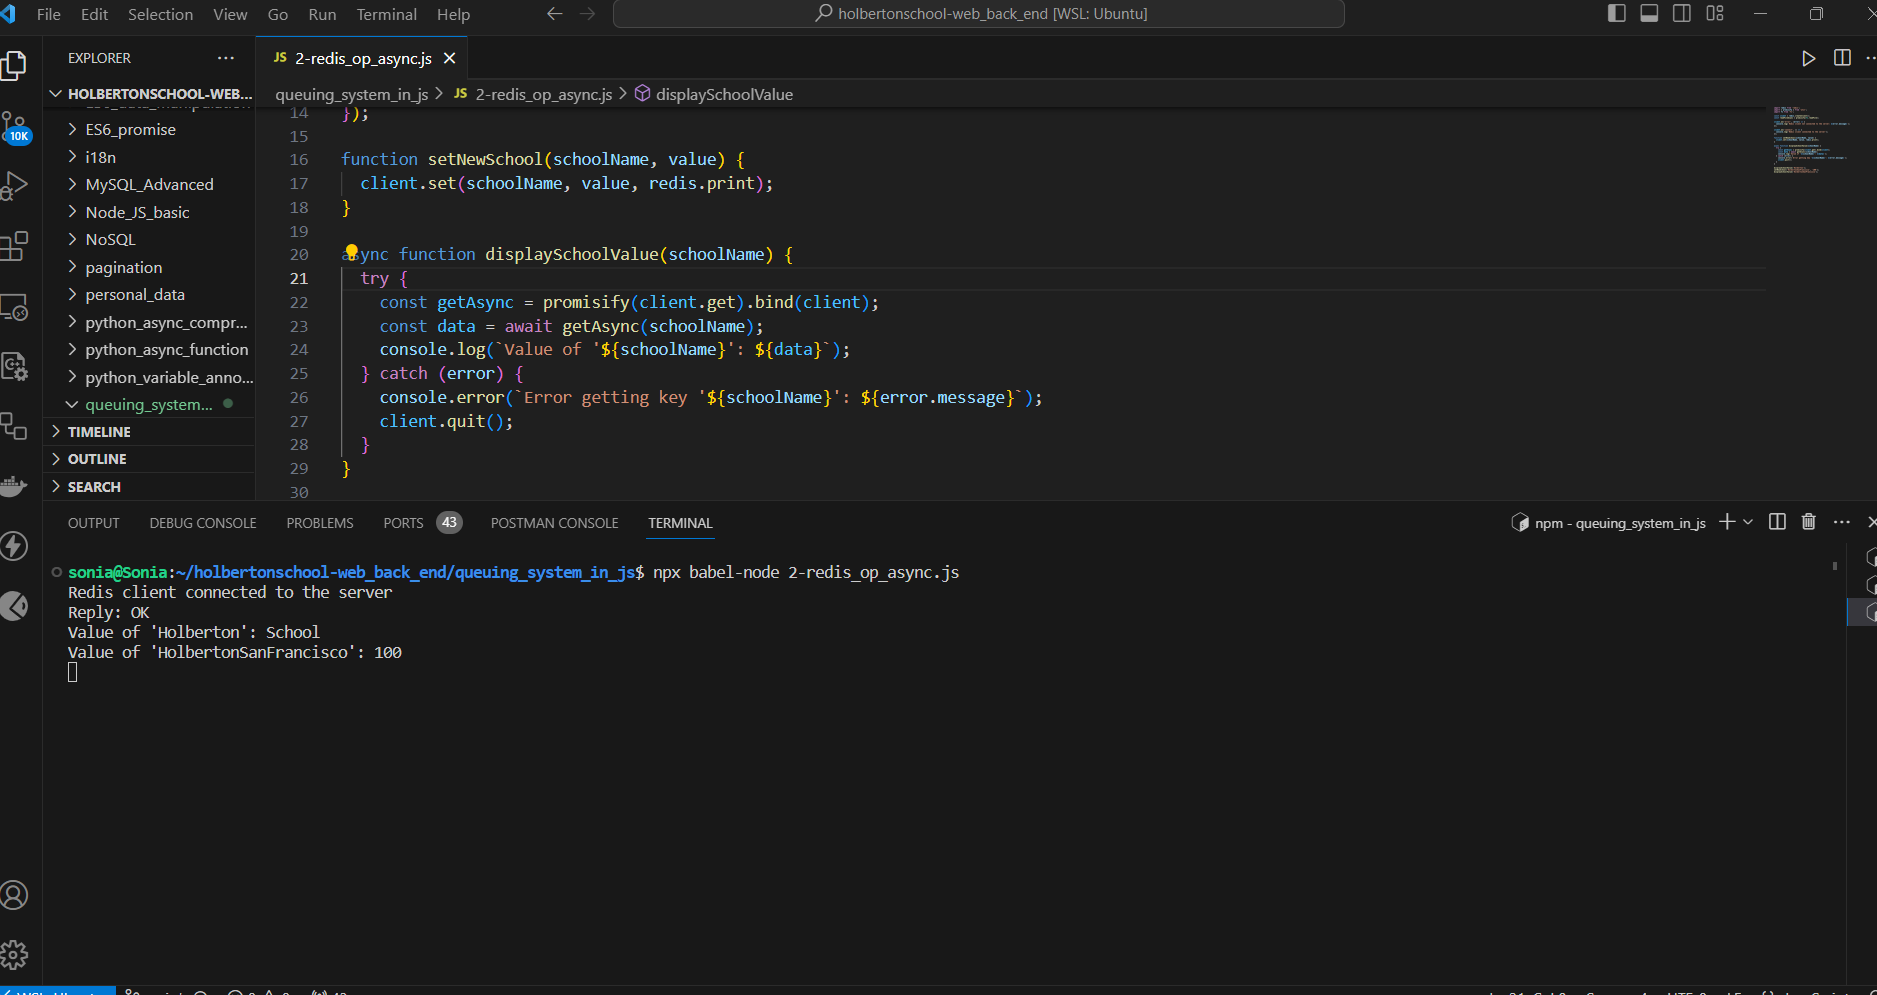 File Edit Selection View Go Run Terminal Help
holbertonschool-web_back_end [WSL: Ubuntu]
EXPLORER
HOLBERTONSCHOOL-WEB...
ES6_promise
i18n
MySQL_Advanced
Node_JS_basic
NoSQL
pagination
personal_data
python_async_compr...
python_async_function
python_variable_anno...
queuing_system...
TIMELINE
OUTLINE
SEARCH
10K
JS 2-redis_op_async.js
queuing_system_in_js > JS 2-redis_op_async.js > displaySchoolValue
14 });
15
16 function setNewSchool(schoolName, value) {
17 client.set(schoolName, value, redis.print);
18 }
19
20 async function displaySchoolValue(schoolName) {
21 try {
22 const getAsync = promisify(client.get).bind(client);
23 const data = await getAsync(schoolName);
24 console.log(`Value of '${schoolName}': ${data}`);
25 } catch (error) {
26 console.error(`Error getting key '${schoolName}': ${error.message}`);
27 client.quit();
28 }
29 }
30
OUTPUT DEBUG CONSOLE PROBLEMS PORTS 43 POSTMAN CONSOLE TERMINAL
npm - queuing_system_in_js
sonia@Sonia:~/holbertonschool-web_back_end/queuing_system_in_js$ npx babel-node 2-redis_op_async.js
Redis client connected to the server
Reply: OK
Value of 'Holberton': School
Value of 'HolbertonSanFrancisco': 100